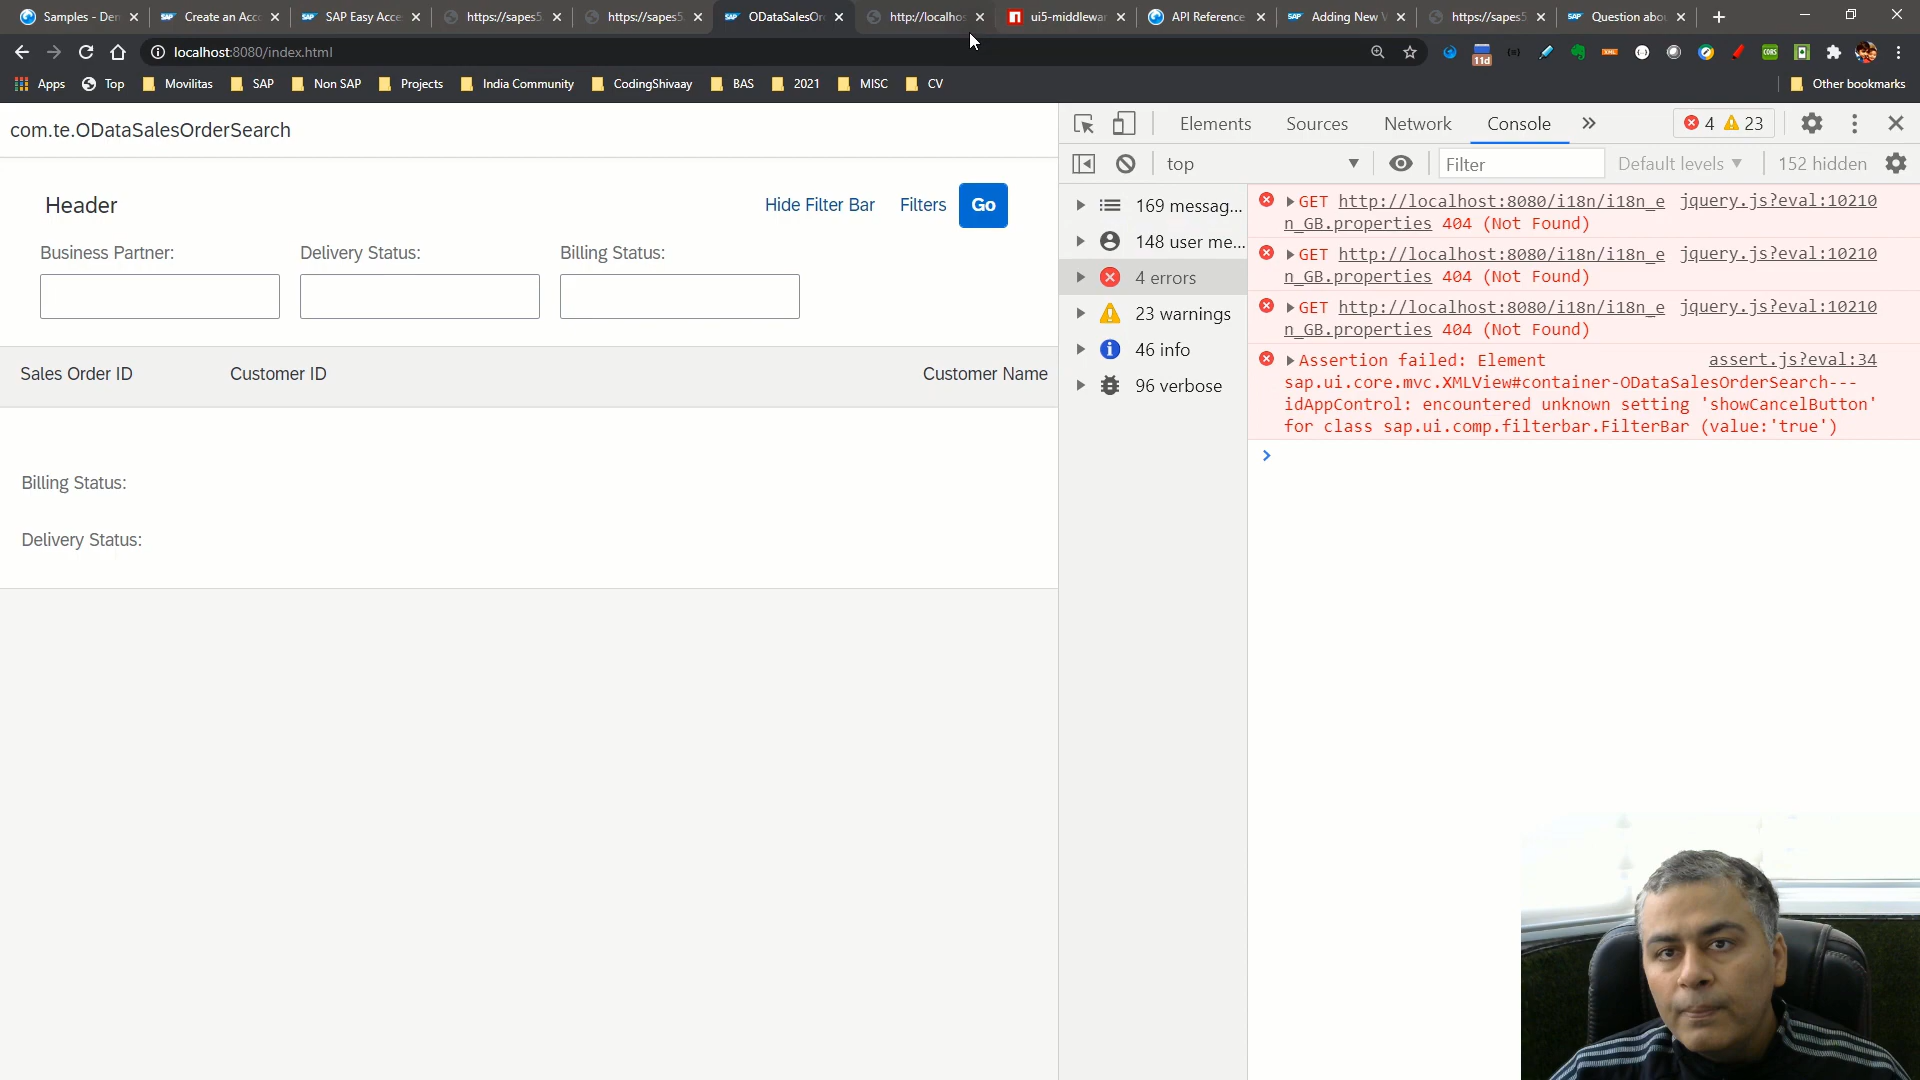 Samples - Der
Create an Acc
SAP Easy Acce
https://sapes5
https://sapes5.
ODataSalesOr
http://localhos
ui5-middlewar
API Reference
Adding New V
https://sapes5
Question abou
localhost:8080/index.html
11d
Apps
Top
Movilitas
SAP
Non SAP
Projects
India Community
CodingShivaay
BAS
2021
MISC
CV
Other bookmarks
com.te.ODataSalesOrderSearch
Header
Hide Filter Bar
Filters
Go
Business Partner:
Delivery Status:
Billing Status:
Sales Order ID
Customer ID
Customer Name
Billing Status:
Delivery Status:
Elements
Sources
Network
Console
4
23
top
Filter
Default levels
152 hidden
169 messag...
148 user me...
4 errors
23 warnings
46 info
96 verbose
GET http://localhost:8080/i18n/i18n_e jquery.js?eval:10210
n_GB.properties 404 (Not Found)
GET http://localhost:8080/i18n/i18n_e jquery.js?eval:10210
n_GB.properties 404 (Not Found)
GET http://localhost:8080/i18n/i18n_e jquery.js?eval:10210
n_GB.properties 404 (Not Found)
Assertion failed: Element assert.js?eval:34
sap.ui.core.mvc.XMLView#container-ODataSalesOrderSearch---
idAppControl: encountered unknown setting 'showCancelButton'
for class sap.ui.comp.filterbar.FilterBar (value:'true')